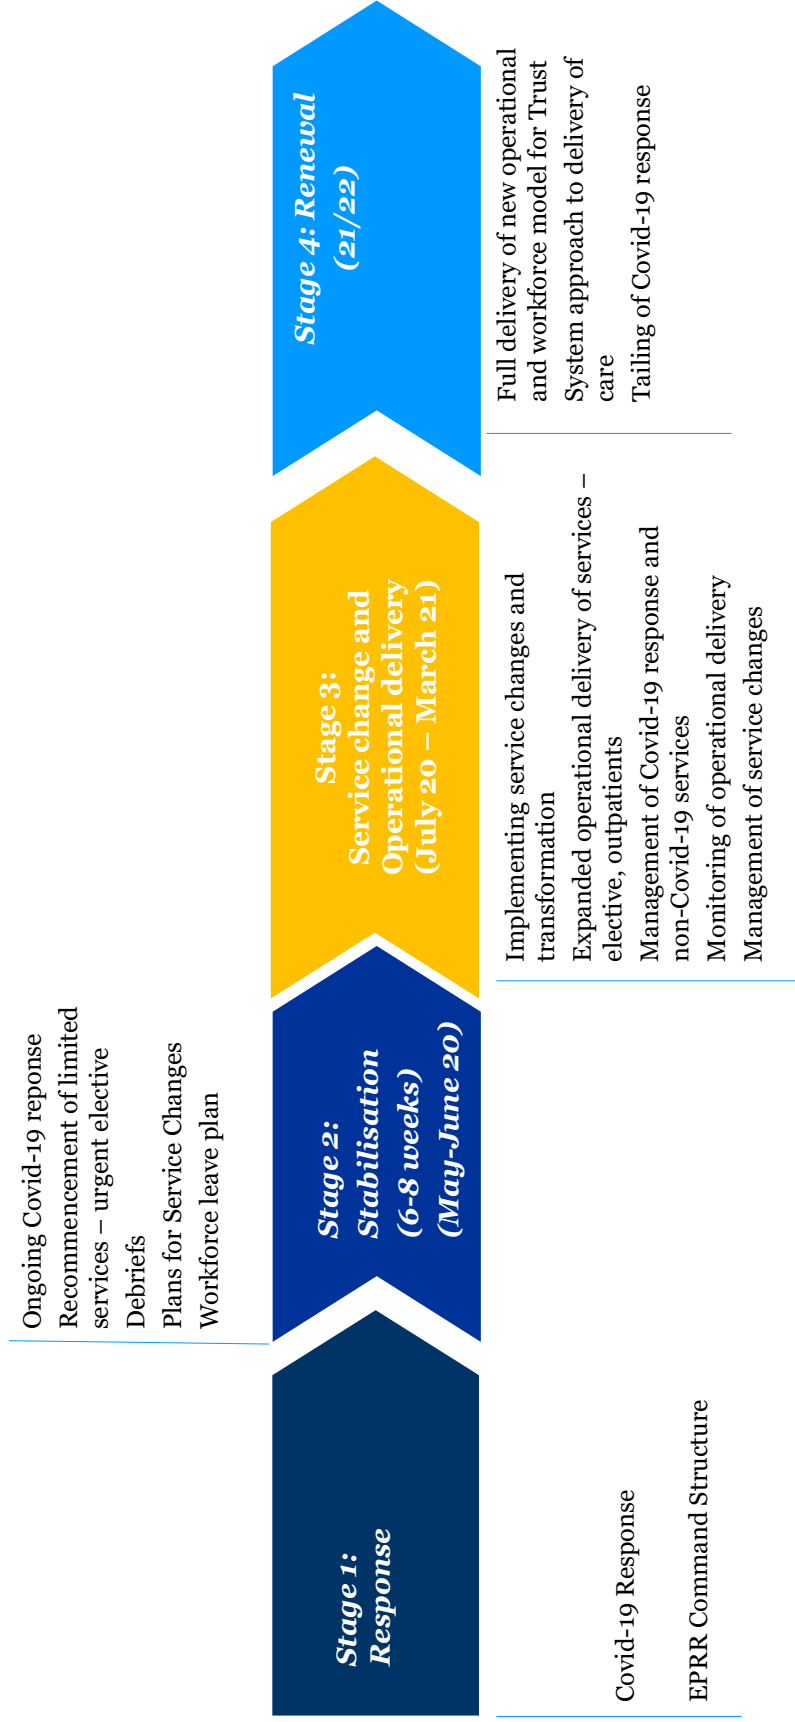 Stage 1:
Response
Covid-19 Response
EPRR Command Structure
Ongoing Covid-19 reponse
Recommencement of limited
services – urgent elective
Debriefs
Plans for Service Changes
Workforce leave plan
Stage 2:
Stabilisation
(6-8 weeks)
(May-June 20)
Stage 3:
Service change and
Operational delivery
(July 20 – March 21)
Implementing service changes and
transformation
Expanded operational delivery of services –
elective, outpatients
Management of Covid-19 response and
non-Covid-19 services
Monitoring of operational delivery
Management of service changes
Stage 4: Renewal
(21/22)
Full delivery of new operational
and workforce model for Trust
System approach to delivery of
care
Tailing of Covid-19 response